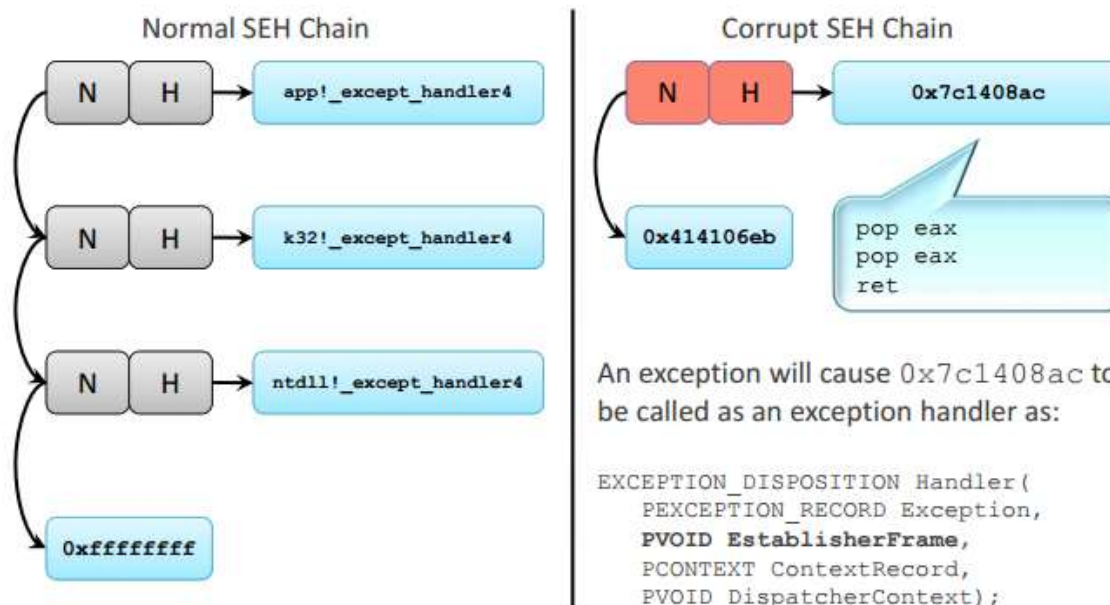 Normal SEH Chain
N H app!_except_handler4
N H k32!_except_handler4
N H ntdll!_except_handler4
0xffffffff
Corrupt SEH Chain
N H 0x7c1408ac
0x414106eb
pop eax
pop eax
ret
An exception will cause 0x7c1408ac to
be called as an exception handler as:
EXCEPTION_DISPOSITION Handler(
PEXCEPTION_RECORD Exception,
PVOID EstablisherFrame,
PCONTEXT ContextRecord,
PVOID DispatcherContext);